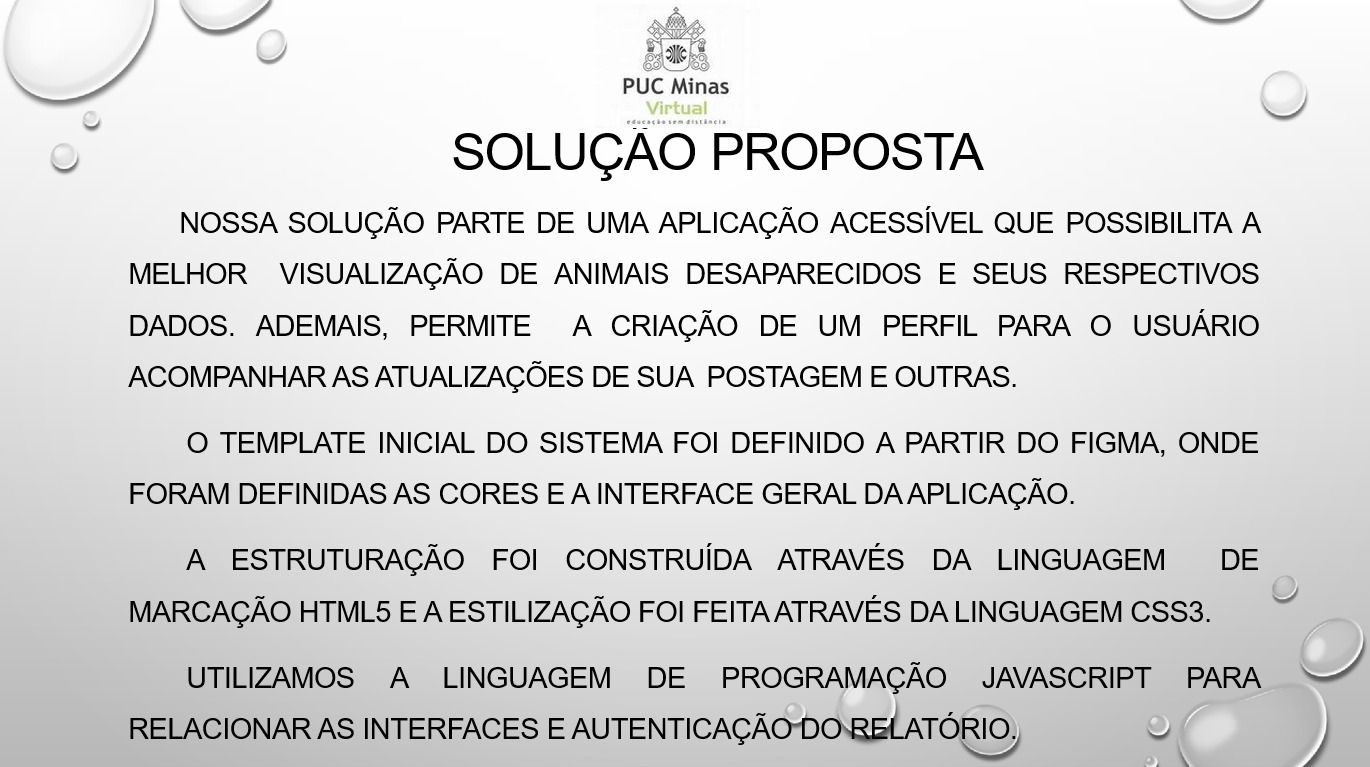 PUC Minas
Virtual
educação sem distância
SOLUÇÃO PROPOSTA
NOSSA SOLUÇÃO PARTE DE UMA APLICAÇÃO ACESSÍVEL QUE POSSIBILITA A
MELHOR VISUALIZAÇÃO DE ANIMAIS DESAPARECIDOS E SEUS RESPECTIVOS
DADOS. ADEMAIS, PERMITE A CRIAÇÃO DE UM PERFIL PARA O USUÁRIO
ACOMPANHAR AS ATUALIZAÇÕES DE SUA POSTAGEM E OUTRAS.
O TEMPLATE INICIAL DO SISTEMA FOI DEFINIDO A PARTIR DO FIGMA, ONDE
FORAM DEFINIDAS AS CORES E A INTERFACE GERAL DA APLICAÇÃO.
A ESTRUTURAÇÃO FOI CONSTRUÍDA ATRAVÉS DA LINGUAGEM DE
MARCAÇÃO HTML5 E A ESTILIZAÇÃO FOI FEITA ATRAVÉS DA LINGUAGEM CSS3.
UTILIZAMOS A LINGUAGEM DE PROGRAMAÇÃO JAVASCRIPT PARA
RELACIONAR AS INTERFACES E AUTENTICAÇÃO DO RELATÓRIO.